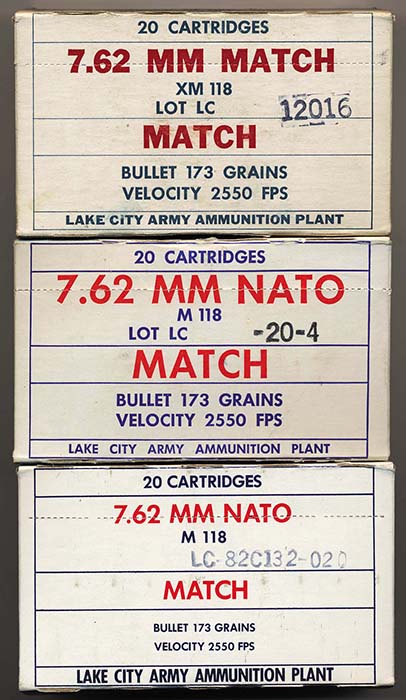 20 CARTRIDGES
7.62 MM MATCH
XM 118
LOT LC 12016
MATCH
BULLET 173 GRAINS
VELOCITY 2550 FPS
LAKE CITY ARMY AMMUNITION PLANT
20 CARTRIDGES
7.62 MM NATO
M 118
LOT LC -20-4
MATCH
BULLET 173 GRAINS
VELOCITY 2550 FPS
LAKE CITY ARMY AMMUNITION PLANT
20 CARTRIDGES
7.62 MM NATO
M 118
LC-82C132-020
MATCH
BULLET 173 GRAINS
VELOCITY 2550 FPS
LAKE CITY ARMY AMMUNITION PLANT